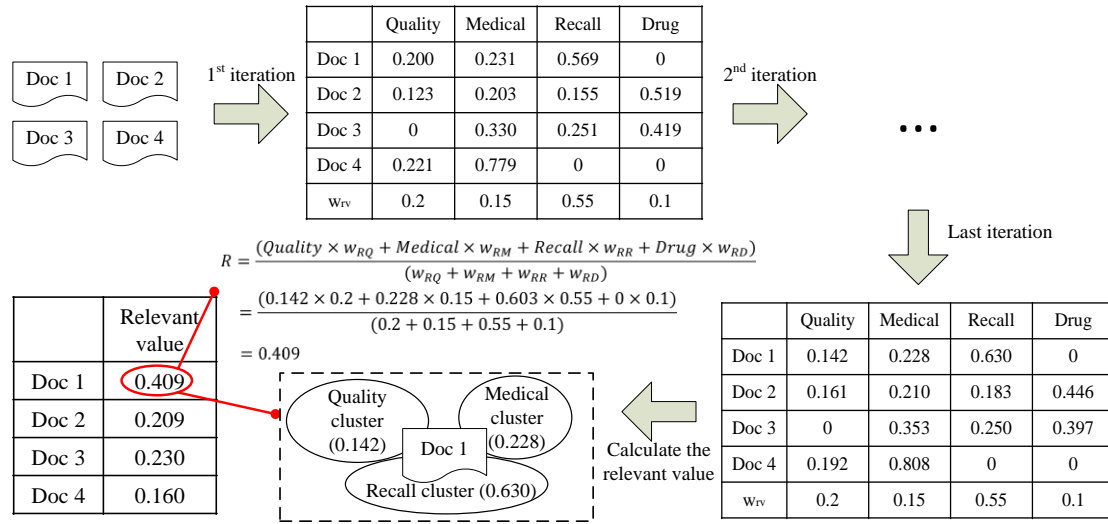 Doc 1 Doc 2
Doc 3 Doc 4
1st iteration
Quality Medical Recall Drug
Doc 1 0.200 0.231 0.569 0
Doc 2 0.123 0.203 0.155 0.519
Doc 3 0 0.330 0.251 0.419
Doc 4 0.221 0.779 0 0
wrv 0.2 0.15 0.55 0.1
2nd iteration
...
Last iteration
Quality Medical Recall Drug
Doc 1 0.142 0.228 0.630 0
Doc 2 0.161 0.210 0.183 0.446
Doc 3 0 0.353 0.250 0.397
Doc 4 0.192 0.808 0 0
wrv 0.2 0.15 0.55 0.1
Calculate the
relevant value
R = (Quality × wRQ + Medical × wRM + Recall × wRR + Drug × wRD)
(wRQ + wRM + wRR + wRD)
= (0.142 × 0.2 + 0.228 × 0.15 + 0.603 × 0.55 + 0 × 0.1)
(0.2 + 0.15 + 0.55 + 0.1)
= 0.409
Quality
cluster
(0.142)
Medical
cluster
(0.228)
Doc 1
Recall cluster (0.630)
Relevant
value
Doc 1 0.409
Doc 2 0.209
Doc 3 0.230
Doc 4 0.160